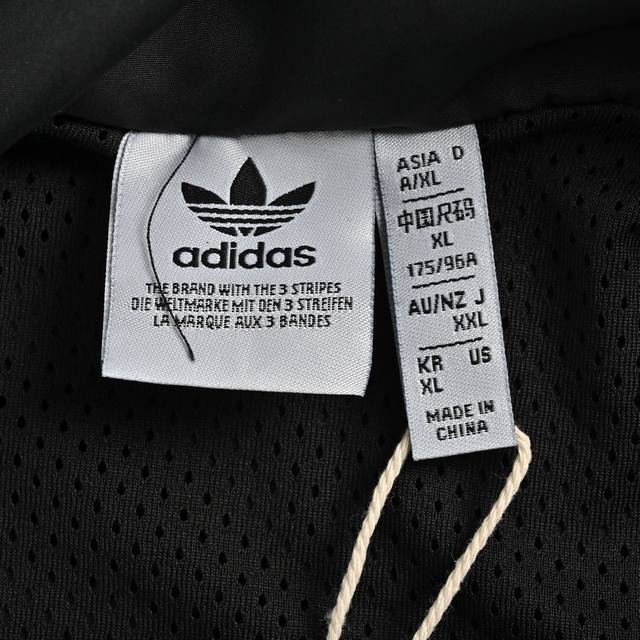 adidas
THE BRAND WITH THE 3 STRIPES
DIE WELTMARKE MIT DEN 3 STREIFEN
LA MARQUE AUX 3 BANDES
ASIA D
A/XL
中国尺码
XL
175/96A
AU/NZ J
XXL
KR US
XL
MADE IN
CHINA